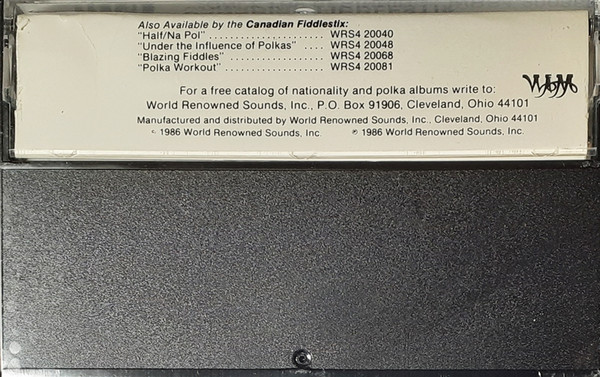 Also Available by the Canadian Fiddlestix:
"Half/Na Pol" ........................ WRS4 20040
"Under the Influence of Polkas" .... WRS4 20048
"Blazing Fiddles" .................... WRS4 20068
"Polka Workout" ..................... WRS4 20081
For a free catalog of nationality and polka albums write to:
World Renowned Sounds, Inc., P.O. Box 91906, Cleveland, Ohio 44101
Manufactured and distributed by World Renowned Sounds, Inc., Cleveland, Ohio 44101
© 1986 World Renowned Sounds, Inc. ℗ 1986 World Renowned Sounds, Inc.